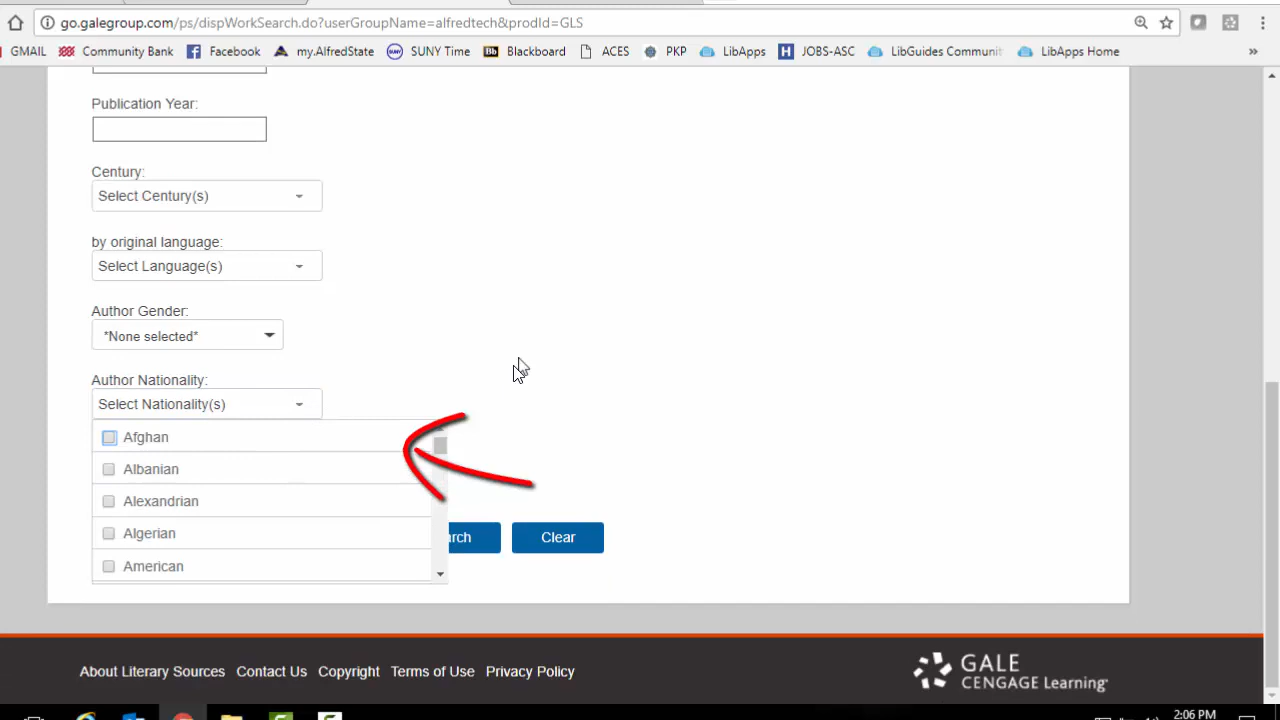 go.galegroup.com/ps/dispWorkSearch.do?userGroupName=alfredtech&prodId=GLS
GMAIL Community Bank Facebook my.AlfredState SUNY SUNY Time Bb Blackboard ACES PKP LibApps H JOBS-ASC LibGuides Communit LibApps Home »
Publication Year:
Century:
Select Century(s)
by original language:
Select Language(s)
Author Gender:
*None selected*
Author Nationality:
Select Nationality(s)
Afghan
Albanian
Alexandrian
Algerian
American
rch Clear
About Literary Sources Contact Us Copyright Terms of Use Privacy Policy
GALE
CENGAGE Learning
2:06 PM